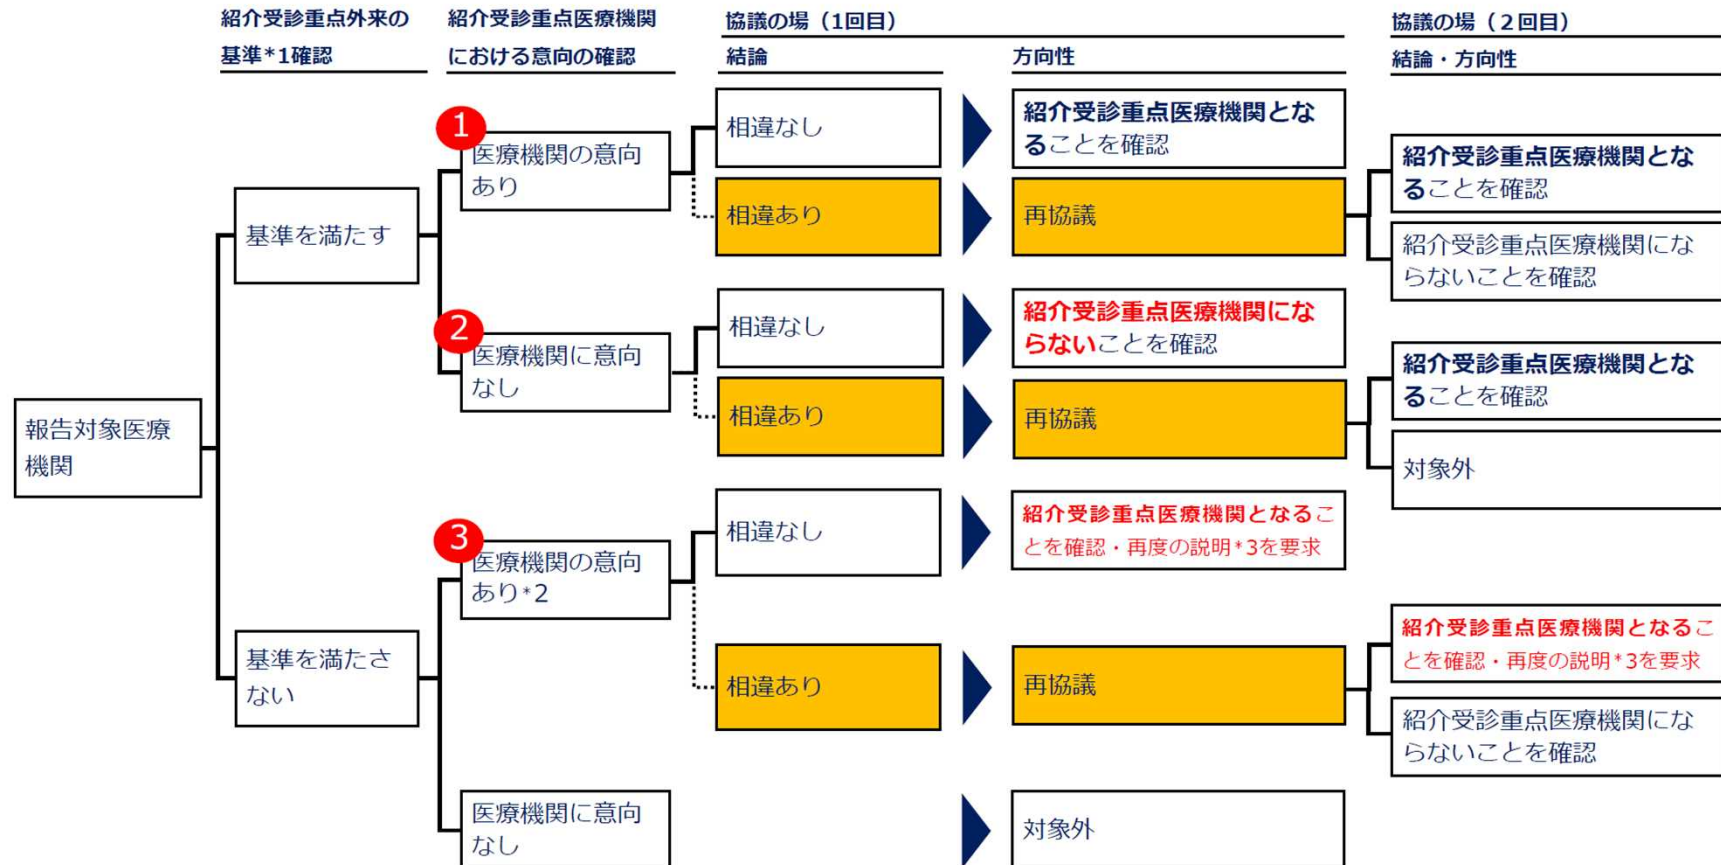 紹介受診重点外来の
基準*1確認
紹介受診重点医療機関
における意向の確認
協議の場（1回目）
結論
方向性
協議の場（２回目）
結論・方向性
報告対象医療
機関
基準を満たす
1
医療機関の意向
あり
相違なし
紹介受診重点医療機関とな
ることを確認
相違あり
再協議
紹介受診重点医療機関とな
ることを確認
紹介受診重点医療機関にな
らないことを確認
2
医療機関に意向
なし
相違なし
紹介受診重点医療機関にな
らないことを確認
相違あり
再協議
紹介受診重点医療機関とな
ることを確認
対象外
基準を満たさ
ない
3
医療機関の意向
あり*2
相違なし
紹介受診重点医療機関となるこ
とを確認・再度の説明*3を要求
相違あり
再協議
紹介受診重点医療機関となるこ
とを確認・再度の説明*3を要求
紹介受診重点医療機関にな
らないことを確認
医療機関に意向
なし
対象外